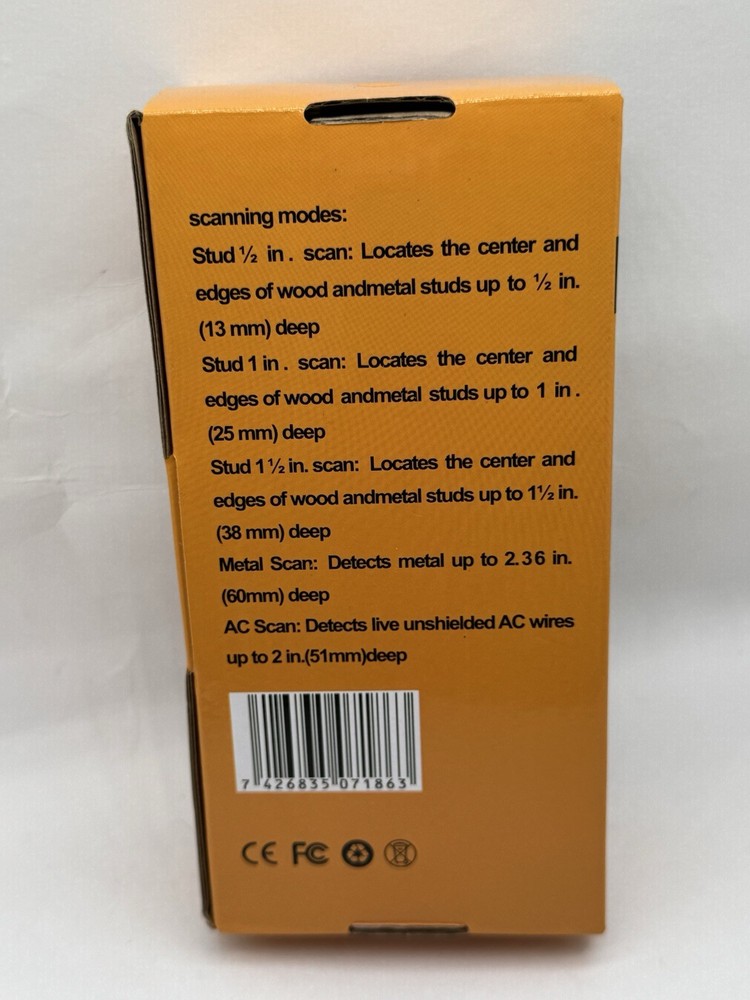 scanning modes:
Stud ½ in. scan: Locates the center and
edges of wood andmetal studs up to ½ in.
(13 mm) deep
Stud 1 in. scan: Locates the center and
edges of wood andmetal studs up to 1 in.
(25 mm) deep
Stud 1½ in. scan: Locates the center and
edges of wood andmetal studs up to 1½ in.
(38 mm) deep
Metal Scan: Detects metal up to 2.36 in.
(60mm) deep
AC Scan: Detects live unshielded AC wires
up to 2 in.(51mm)deep
7 426835 071863
CE FC